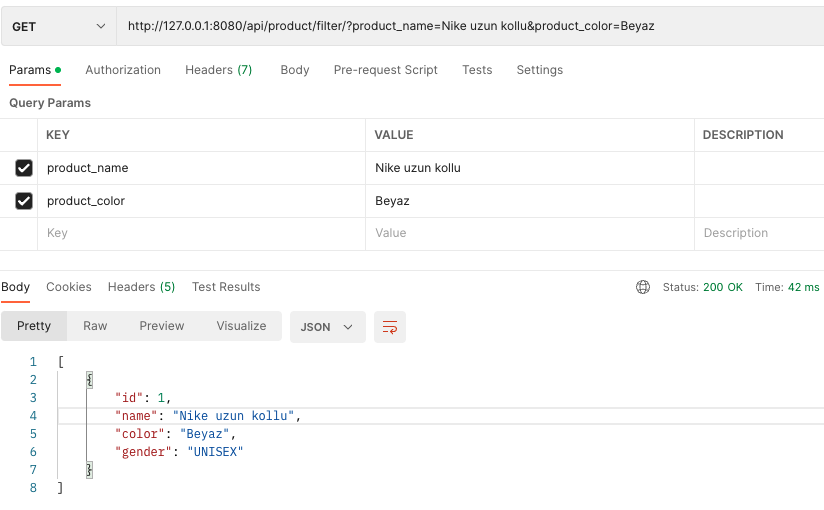 GET http://127.0.0.1:8080/api/product/filter/?product_name=Nike uzun kollu&product_color=Beyaz
Params Authorization Headers (7) Body Pre-request Script Tests Settings
Query Params
KEY VALUE DESCRIPTION
product_name Nike uzun kollu
product_color Beyaz
Key Value Description
Body Cookies Headers (5) Test Results Status: 200 OK Time: 42 ms
Pretty Raw Preview Visualize JSON
1 [
2 {
3 "id": 1,
4 "name": "Nike uzun kollu",
5 "color": "Beyaz",
6 "gender": "UNISEX"
7 }
8 ]